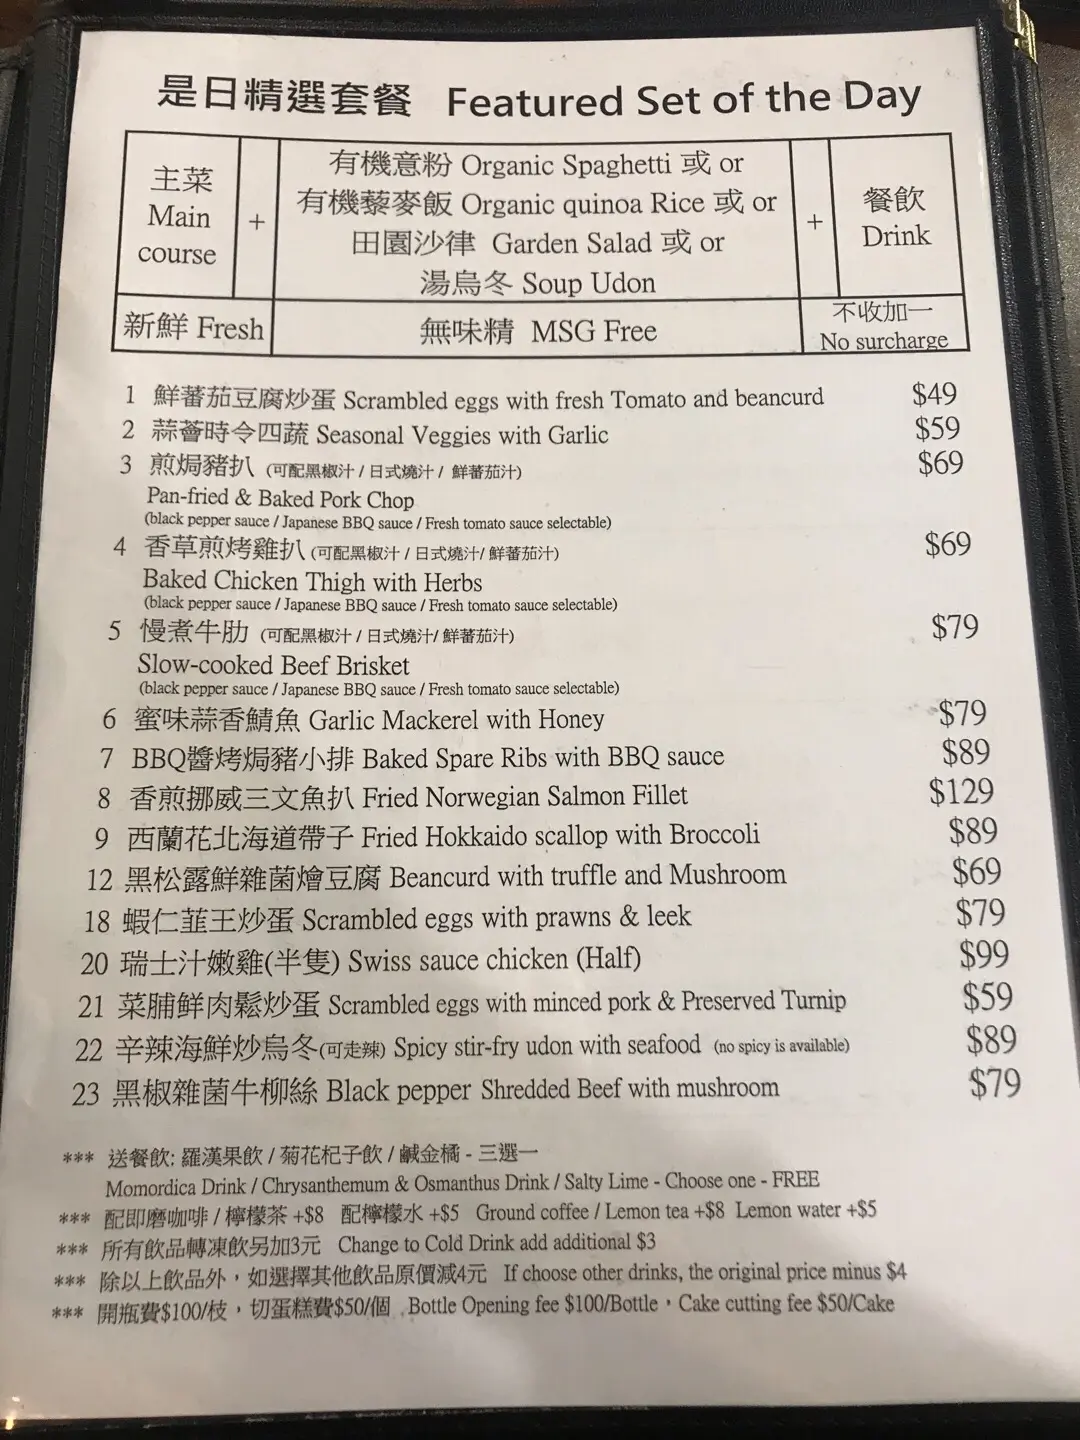 是日精選套餐 Featured Set of the Day
主菜
Main
course
+
有機意粉 Organic Spaghetti 或 or
有機藜麥飯 Organic quinoa Rice 或 or
田園沙律 Garden Salad 或 or
湯烏冬 Soup Udon
+
餐飲
Drink
新鮮 Fresh
無味精 MSG Free
不收加一
No surcharge
1 鮮蕃茄豆腐炒蛋 Scrambled eggs with fresh Tomato and beancurd $49
2 蒜薈時令四蔬 Seasonal Veggies with Garlic $59
3 煎焗豬扒 (可配黑椒汁 / 日式燒汁 / 鮮蕃茄汁) $69
Pan-fried & Baked Pork Chop
(black pepper sauce / Japanese BBQ sauce / Fresh tomato sauce selectable)
4 香草煎烤雞扒 (可配黑椒汁 / 日式燒汁/ 鮮蕃茄汁) $69
Baked Chicken Thigh with Herbs
(black pepper sauce / Japanese BBQ sauce / Fresh tomato sauce selectable)
5 慢煮牛肋 (可配黑椒汁 / 日式燒汁/ 鮮蕃茄汁) $79
Slow-cooked Beef Brisket
(black pepper sauce / Japanese BBQ sauce / Fresh tomato sauce selectable)
6 蜜味蒜香鯖魚 Garlic Mackerel with Honey $79
7 BBQ醬烤焗豬小排 Baked Spare Ribs with BBQ sauce $89
8 香煎挪威三文魚扒 Fried Norwegian Salmon Fillet $129
9 西蘭花北海道帶子 Fried Hokkaido scallop with Broccoli $89
12 黑松露鮮雜菌燴豆腐 Beancurd with truffle and Mushroom $69
18 蝦仁韮王炒蛋 Scrambled eggs with prawns & leek $79
20 瑞士汁嫩雞(半隻) Swiss sauce chicken (Half) $99
21 菜脯鮮肉鬆炒蛋 Scrambled eggs with minced pork & Preserved Turnip $59
22 辛辣海鮮炒烏冬(可走辣) Spicy stir-fry udon with seafood (no spicy is available) $89
23 黑椒雜菌牛柳絲 Black pepper Shredded Beef with mushroom $79
*** 送餐飲: 羅漢果飲 / 菊花杞子飲 / 鹹金橘 - 三選一
Momordica Drink / Chrysanthemum & Osmanthus Drink / Salty Lime - Choose one - FREE
*** 配即磨咖啡 / 檸檬茶 +$8 配檸檬水 +$5 Ground coffee / Lemon tea +$8 Lemon water +$5
*** 所有飲品轉凍飲另加3元 Change to Cold Drink add additional $3
*** 除以上飲品外，如選擇其他飲品原價減4元 If choose other drinks, the original price minus $4
*** 開瓶費$100/枝，切蛋糕費$50/個 . Bottle Opening fee $100/Bottle，Cake cutting fee $50/Cake